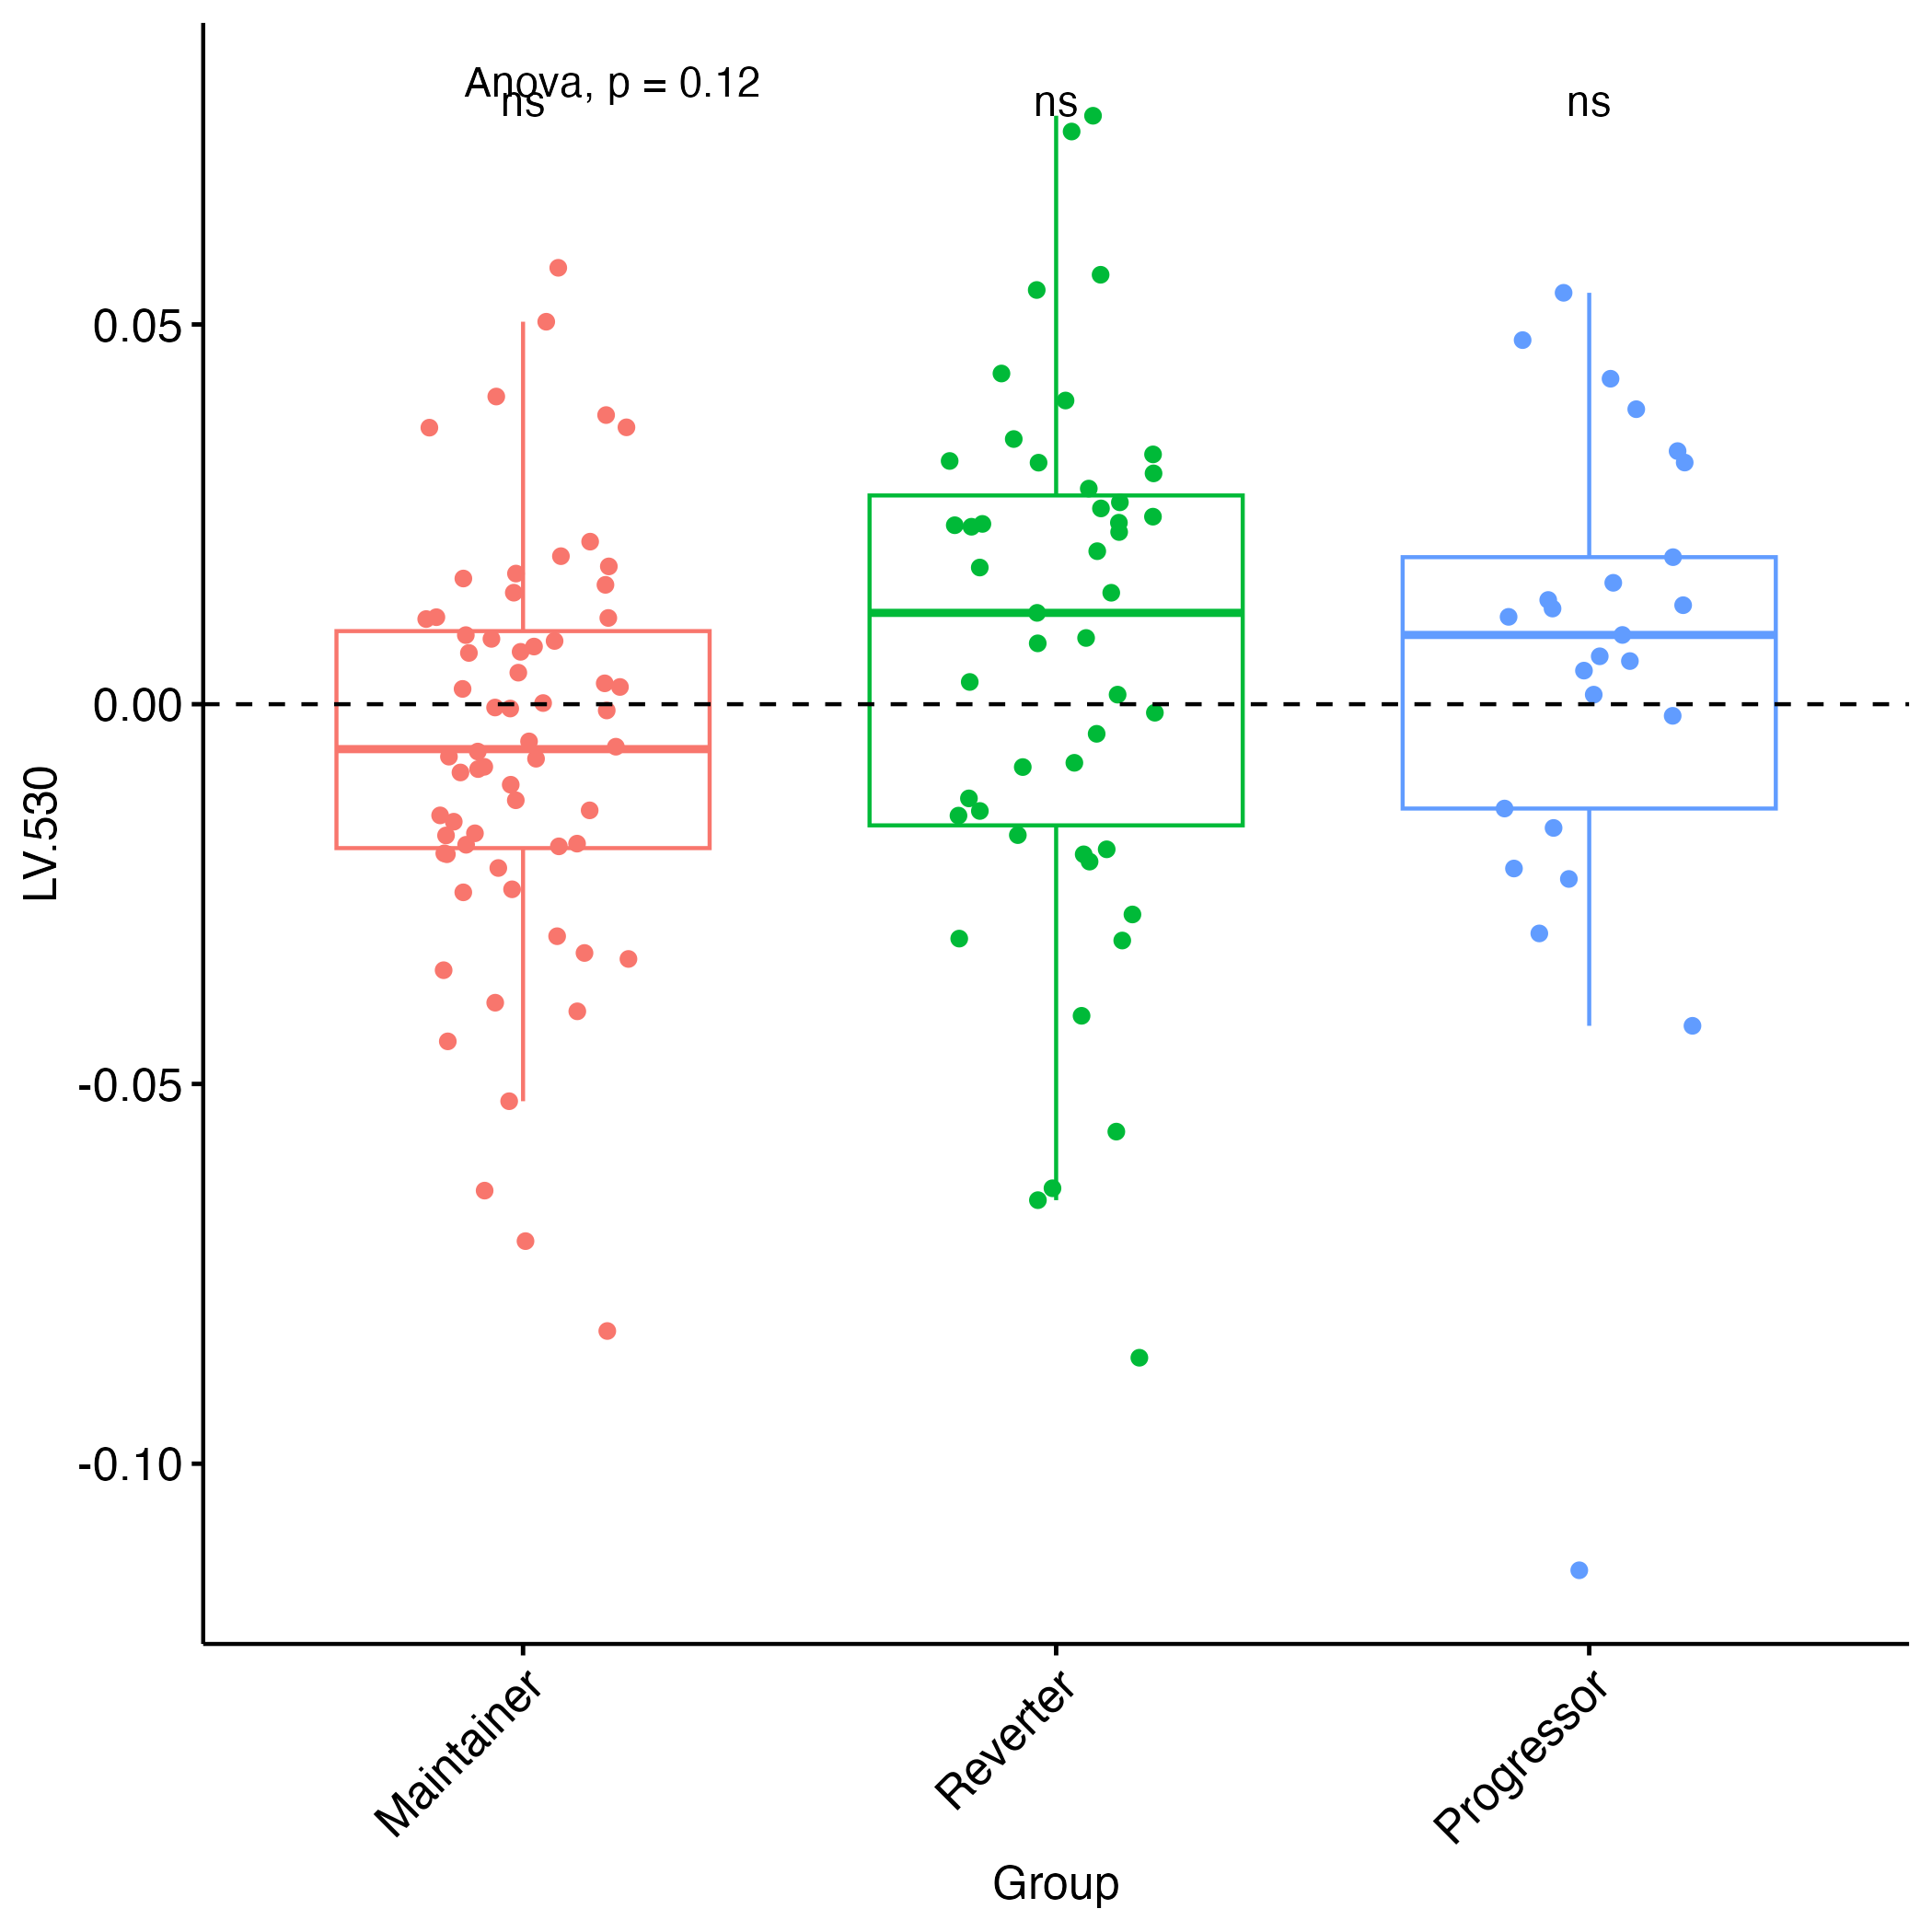 Anova, p = 0.12
ns
ns
ns
0.05
0.00
-0.05
-0.10
LV.530
Maintainer
Reverter
Progressor
Group